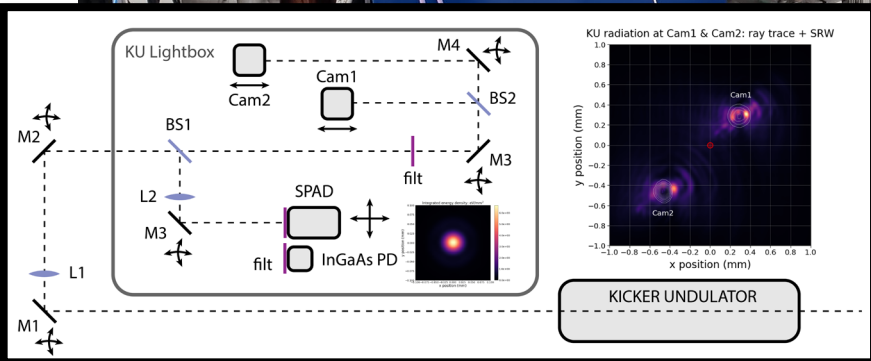 KU Lightbox
M4
KU radiation at Cam1 & Cam2: ray trace + SRW
Cam2
Cam1
BS2
M2
BS1
M3
filt
L2
SPAD
M3
filt
InGaAs PD
L1
M1
KICKER UNDULATOR
y position (mm)
1.0
0.8
0.6
0.4
0.2
0.0
−0.2
−0.4
−0.6
−0.8
−1.0
Cam1
Cam2
−1.0 −0.8 −0.6 −0.4 −0.2 0.0 0.2 0.4 0.6 0.8 1.0
x position (mm)
x position (mm)